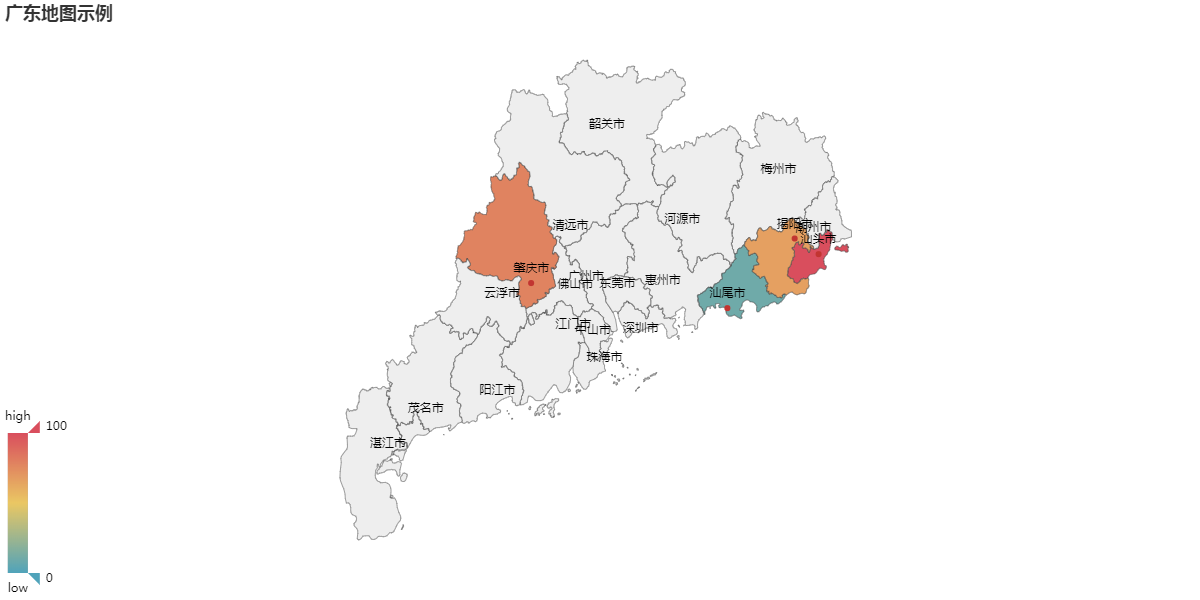 广东地图示例
韶关市
梅州市
河源市
清远市
揭阳市
潮州市
汕头市
肇庆市
广州市
佛山市
东莞市
惠州市
云浮市
汕尾市
江门市
中山市
深圳市
珠海市
阳江市
茂名市
湛江市
high
100
0
low